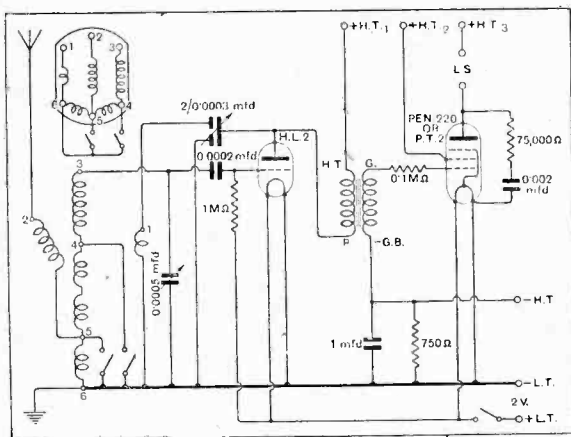 +H.T.1
+H.T.2
+H.T.3
L S
1
2
3
6
5
4
2/0·0003 mfd
0·0002 mfd
H.L.2
PEN.220
OR
P.T.2
75,000Ω
0·002
mfd
3
2
1
4
5
6
1MΩ
0·0005 mfd
H.T.
G.
P.
-G.B.
0·1MΩ
1 mfd
750Ω
-H.T
-L.T.
2 V.
+L.T.